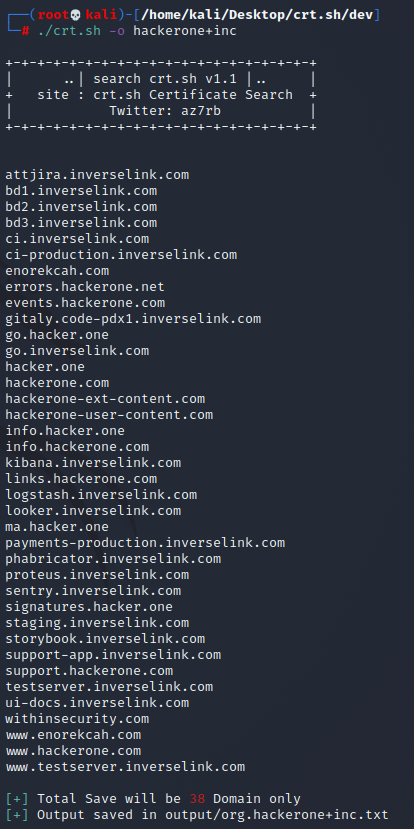 ┌──(root💀kali)-[/home/kali/Desktop/crt.sh/dev]
└─# ./crt.sh -o hackerone+inc
+-+-+-+-+-+-+-+-+-+-+-+-+-+-+-+-+-+-+-+
|       ..| search crt.sh v1.1 |..     |
+   site : crt.sh Certificate Search  +
|            Twitter: az7rb           |
+-+-+-+-+-+-+-+-+-+-+-+-+-+-+-+-+-+-+-+
attjira.inverselink.com
bd1.inverselink.com
bd2.inverselink.com
bd3.inverselink.com
ci.inverselink.com
ci-production.inverselink.com
enorekcah.com
errors.hackerone.net
events.hackerone.com
gitaly.code-pdx1.inverselink.com
go.hacker.one
go.inverselink.com
hacker.one
hackerone.com
hackerone-ext-content.com
hackerone-user-content.com
info.hacker.one
info.hackerone.com
kibana.inverselink.com
links.hackerone.com
logstash.inverselink.com
looker.inverselink.com
ma.hacker.one
payments-production.inverselink.com
phabricator.inverselink.com
proteus.inverselink.com
sentry.inverselink.com
signatures.hacker.one
staging.inverselink.com
storybook.inverselink.com
support-app.inverselink.com
support.hackerone.com
testserver.inverselink.com
ui-docs.inverselink.com
withinsecurity.com
www.enorekcah.com
www.hackerone.com
www.testserver.inverselink.com
[+] Total Save will be 38 Domain only
[+] Output saved in output/org.hackerone+inc.txt